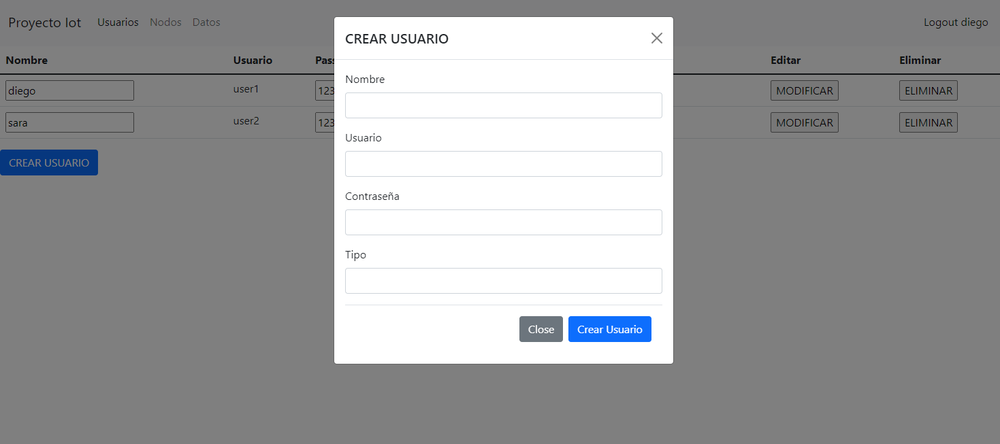 Proyecto Iot Usuarios Nodos Datos Logout diego
Nombre Usuario Pass Editar Eliminar
diego user1 123 MODIFICAR ELIMINAR
sara user2 123 MODIFICAR ELIMINAR
CREAR USUARIO
CREAR USUARIO
Nombre
Usuario
Contraseña
Tipo
Close Crear Usuario